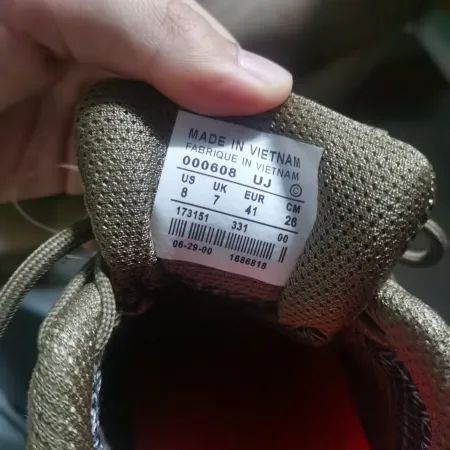 MADE IN VIETNAM
FABRIQUE IN VIETNAM
000608 UJ ©
US UK EUR CM
8 7 41 26
173151 331 00
06-29-00 1886818